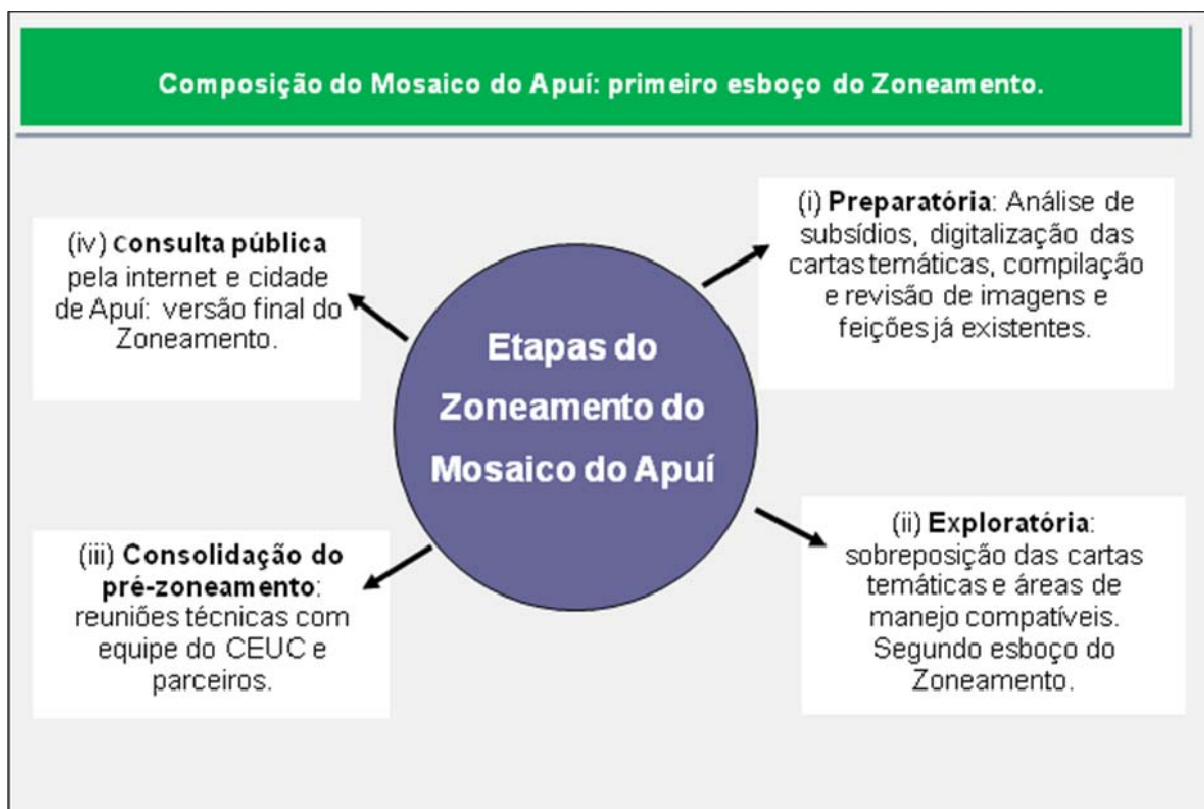 Composição do Mosaico do Apuí: primeiro esboço do Zoneamento.
Etapas do
Zoneamento do
Mosaico do Apuí
(i) Preparatória: Análise de
subsídios, digitalização das
cartas temáticas, compilação
e revisão de imagens e
feições já existentes.
(ii) Exploratória:
sobreposição das cartas
temáticas e áreas de
manejo compatíveis.
Segundo esboço do
Zoneamento.
(iii) Consolidação do
pré-zoneamento:
reuniões técnicas com
equipe do CEUC e
parceiros.
(iv) Consulta pública
pela internet e cidade
de Apuí: versão final do
Zoneamento.